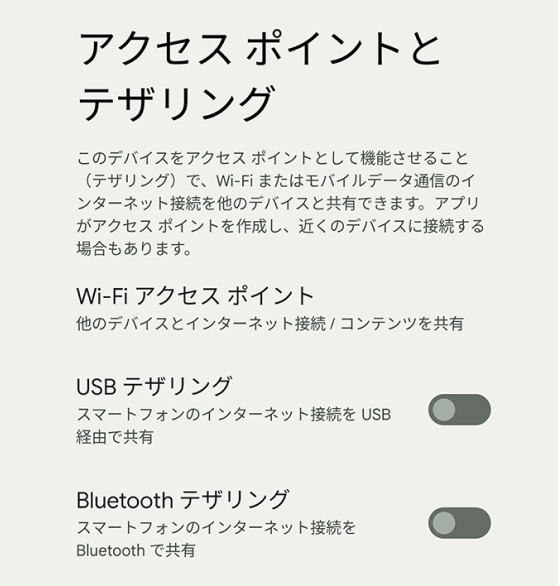 アクセス ポイントと
テザリング
このデバイスをアクセス ポイントとして機能させること
（テザリング）で、Wi-Fi またはモバイルデータ通信のイ
ンターネット接続を他のデバイスと共有できます。アプリ
がアクセス ポイントを作成し、近くのデバイスに接続する
場合もあります。
Wi-Fi アクセス ポイント
他のデバイスとインターネット接続 / コンテンツを共有
USB テザリング
スマートフォンのインターネット接続を USB
経由で共有
Bluetooth テザリング
スマートフォンのインターネット接続を
Bluetooth で共有